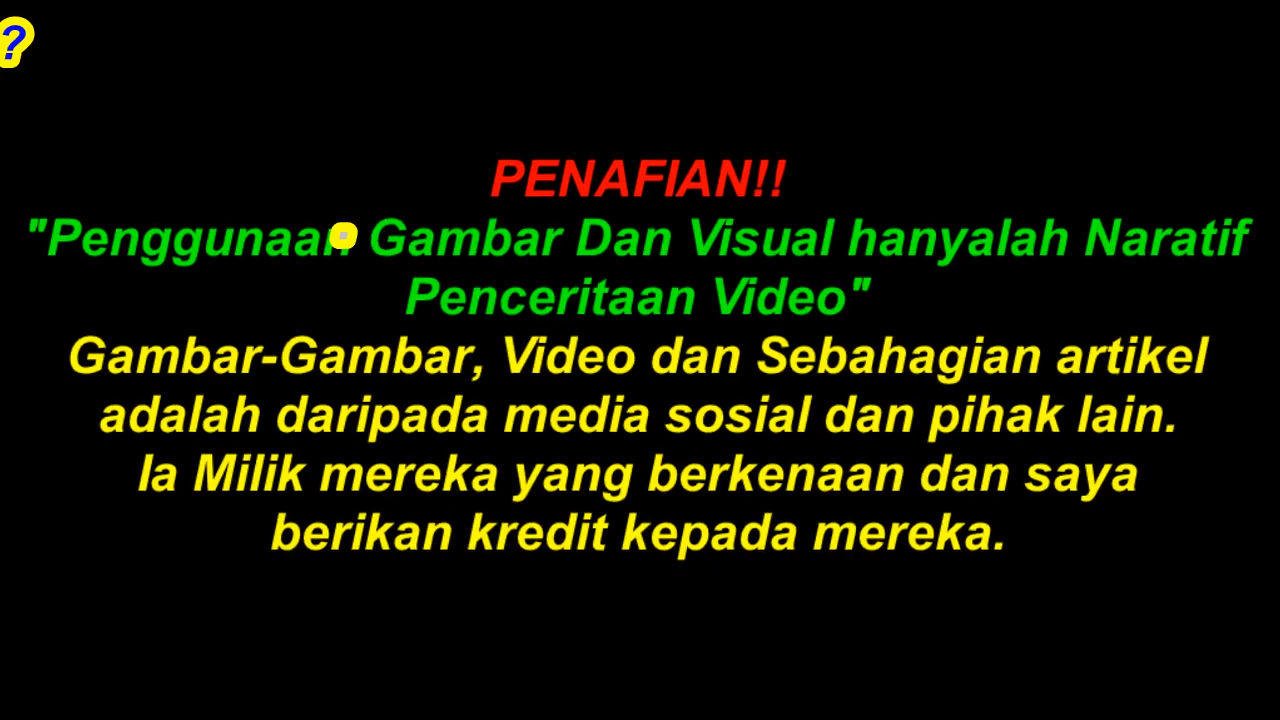 ?
PENAFIAN!!
"Penggunaan Gambar Dan Visual hanyalah Naratif
Penceritaan Video"
Gambar-Gambar, Video dan Sebahagian artikel
adalah daripada media sosial dan pihak lain.
Ia Milik mereka yang berkenaan dan saya
berikan kredit kepada mereka.